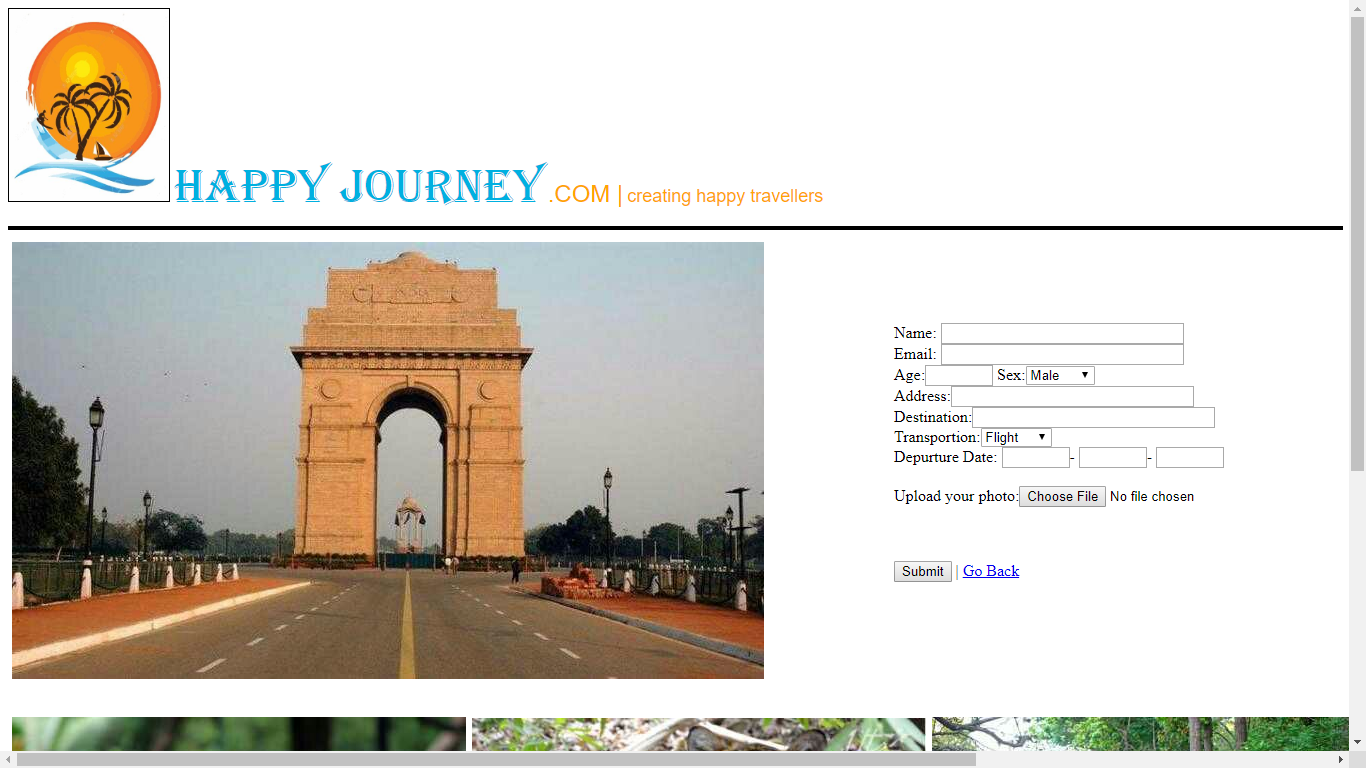 HAPPY JOURNEY .COM | creating happy travellers
Name:
Email:
Age: Sex: Male
Address:
Destination:
Transportion: Flight
Depurture Date: - -
Upload your photo: Choose File No file chosen
Submit | Go Back